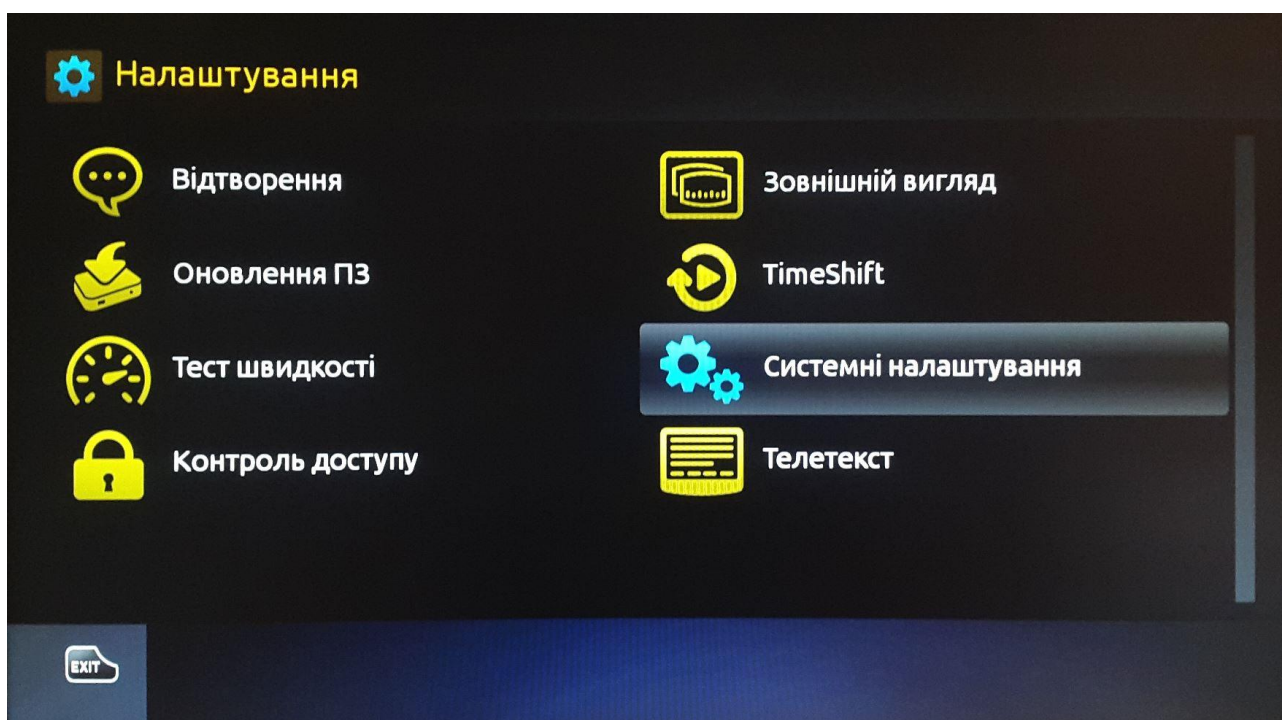 Налаштування
Відтворення
Зовнішній вигляд
Оновлення ПЗ
TimeShift
Тест швидкості
Системні налаштування
Контроль доступу
Телетекст
EXIT